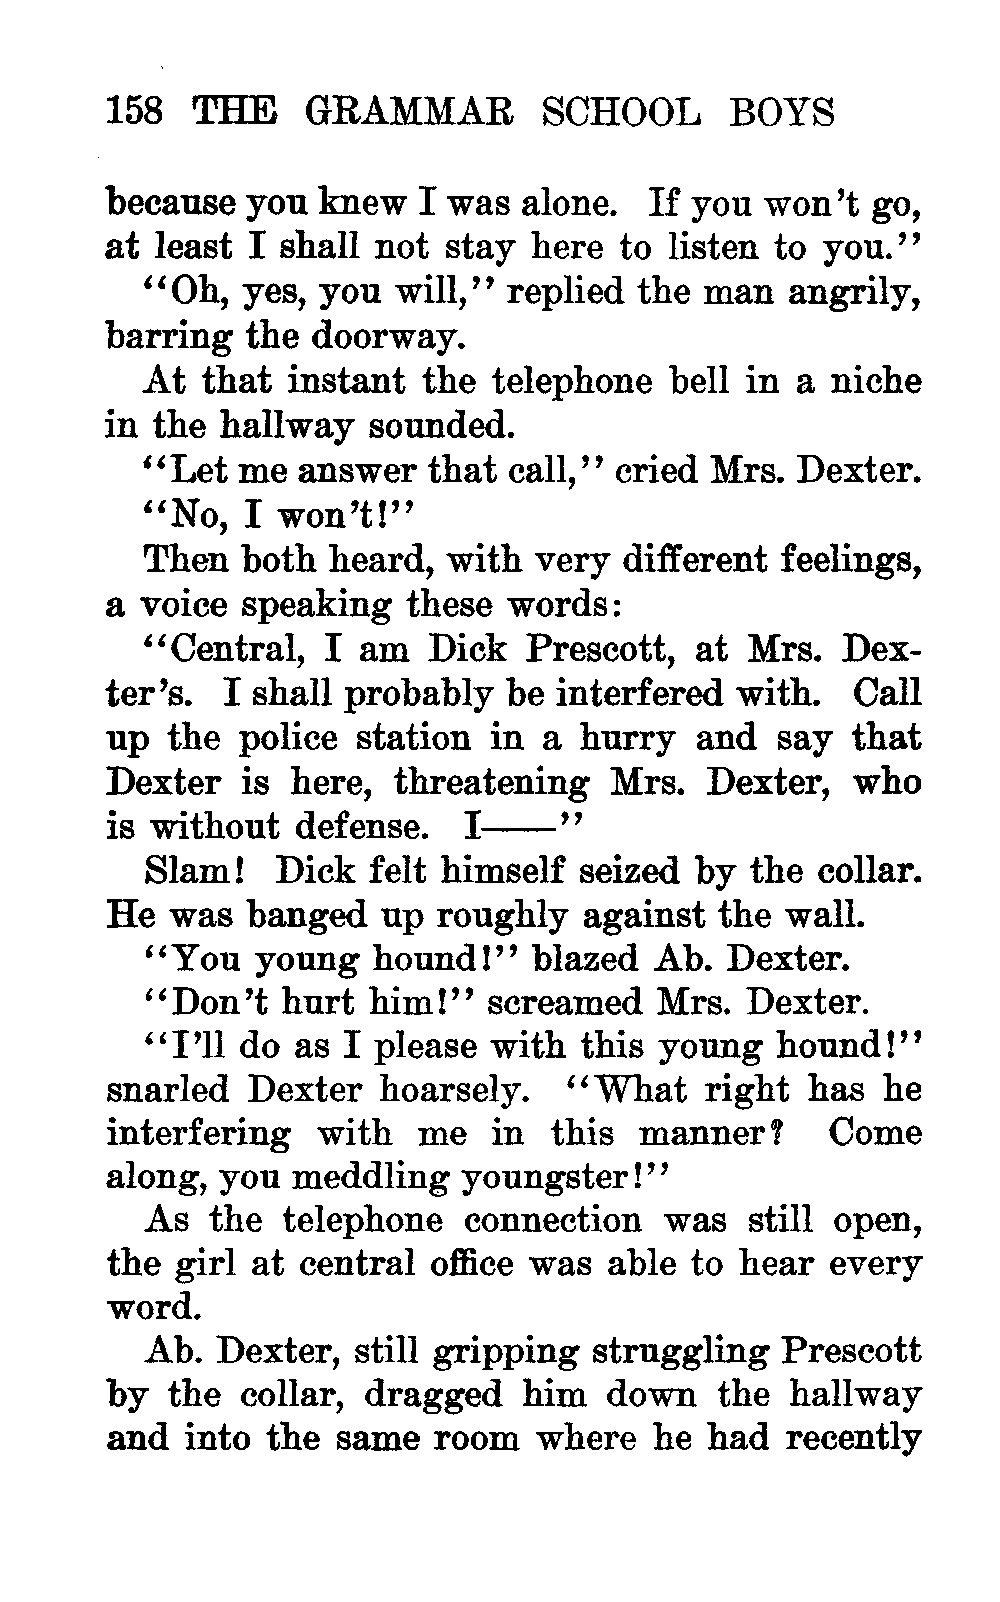 158 THE GRAMMAR SCHOOL BOYS
because you knew I was alone. If you won't go,
at least I shall not stay here to listen to you."
"Oh, yes, you will," replied the man angrily,
barring the doorway.
At that instant the telephone bell in a niche
in the hallway sounded.
"Let me answer that call," cried Mrs. Dexter.
"No, I won't!"
Then both heard, with very different feelings,
a voice speaking these words:
"Central, I am Dick Prescott, at Mrs. Dex-
ter's. I shall probably be interfered with. Call
up the police station in a hurry and say that
Dexter is here, threatening Mrs. Dexter, who
is without defense. I——"
Slam! Dick felt himself seized by the collar.
He was banged up roughly against the wall.
"You young hound!" blazed Ab. Dexter.
"Don't hurt him!" screamed Mrs. Dexter.
"I'll do as I please with this young hound!"
snarled Dexter hoarsely. "What right has he
interfering with me in this manner? Come
along, you meddling youngster!"
As the telephone connection was still open,
the girl at central office was able to hear every
word.
Ab. Dexter, still gripping struggling Prescott
by the collar, dragged him down the hallway
and into the same room where he had recently